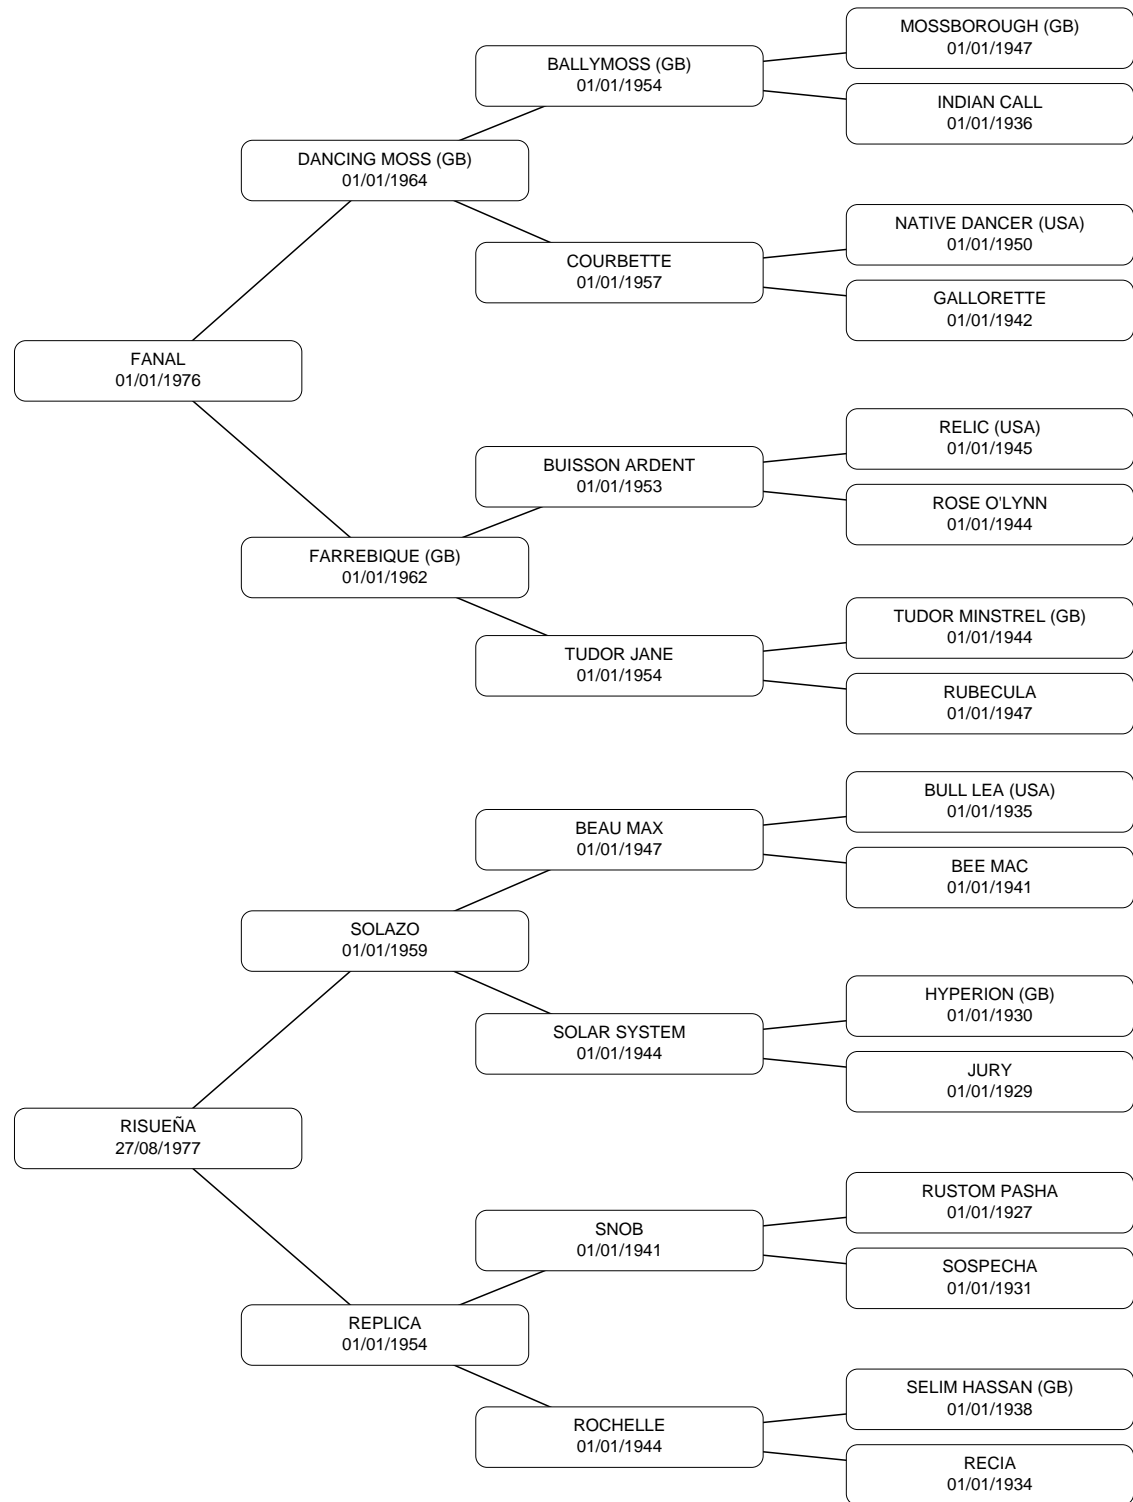 MOSSBOROUGH (GB)
01/01/1947
BALLYMOSS (GB)
01/01/1954
INDIAN CALL
01/01/1936
DANCING MOSS (GB)
01/01/1964
NATIVE DANCER (USA)
01/01/1950
COURBETTE
01/01/1957
GALLORETTE
01/01/1942
FANAL
01/01/1976
RELIC (USA)
01/01/1945
BUISSON ARDENT
01/01/1953
ROSE O'LYNN
01/01/1944
FARREBIQUE (GB)
01/01/1962
TUDOR MINSTREL (GB)
01/01/1944
TUDOR JANE
01/01/1954
RUBECULA
01/01/1947
BULL LEA (USA)
01/01/1935
BEAU MAX
01/01/1947
BEE MAC
01/01/1941
SOLAZO
01/01/1959
HYPERION (GB)
01/01/1930
SOLAR SYSTEM
01/01/1944
JURY
01/01/1929
RISUEÑA
27/08/1977
RUSTOM PASHA
01/01/1927
SNOB
01/01/1941
SOSPECHA
01/01/1931
REPLICA
01/01/1954
SELIM HASSAN (GB)
01/01/1938
ROCHELLE
01/01/1944
RECIA
01/01/1934